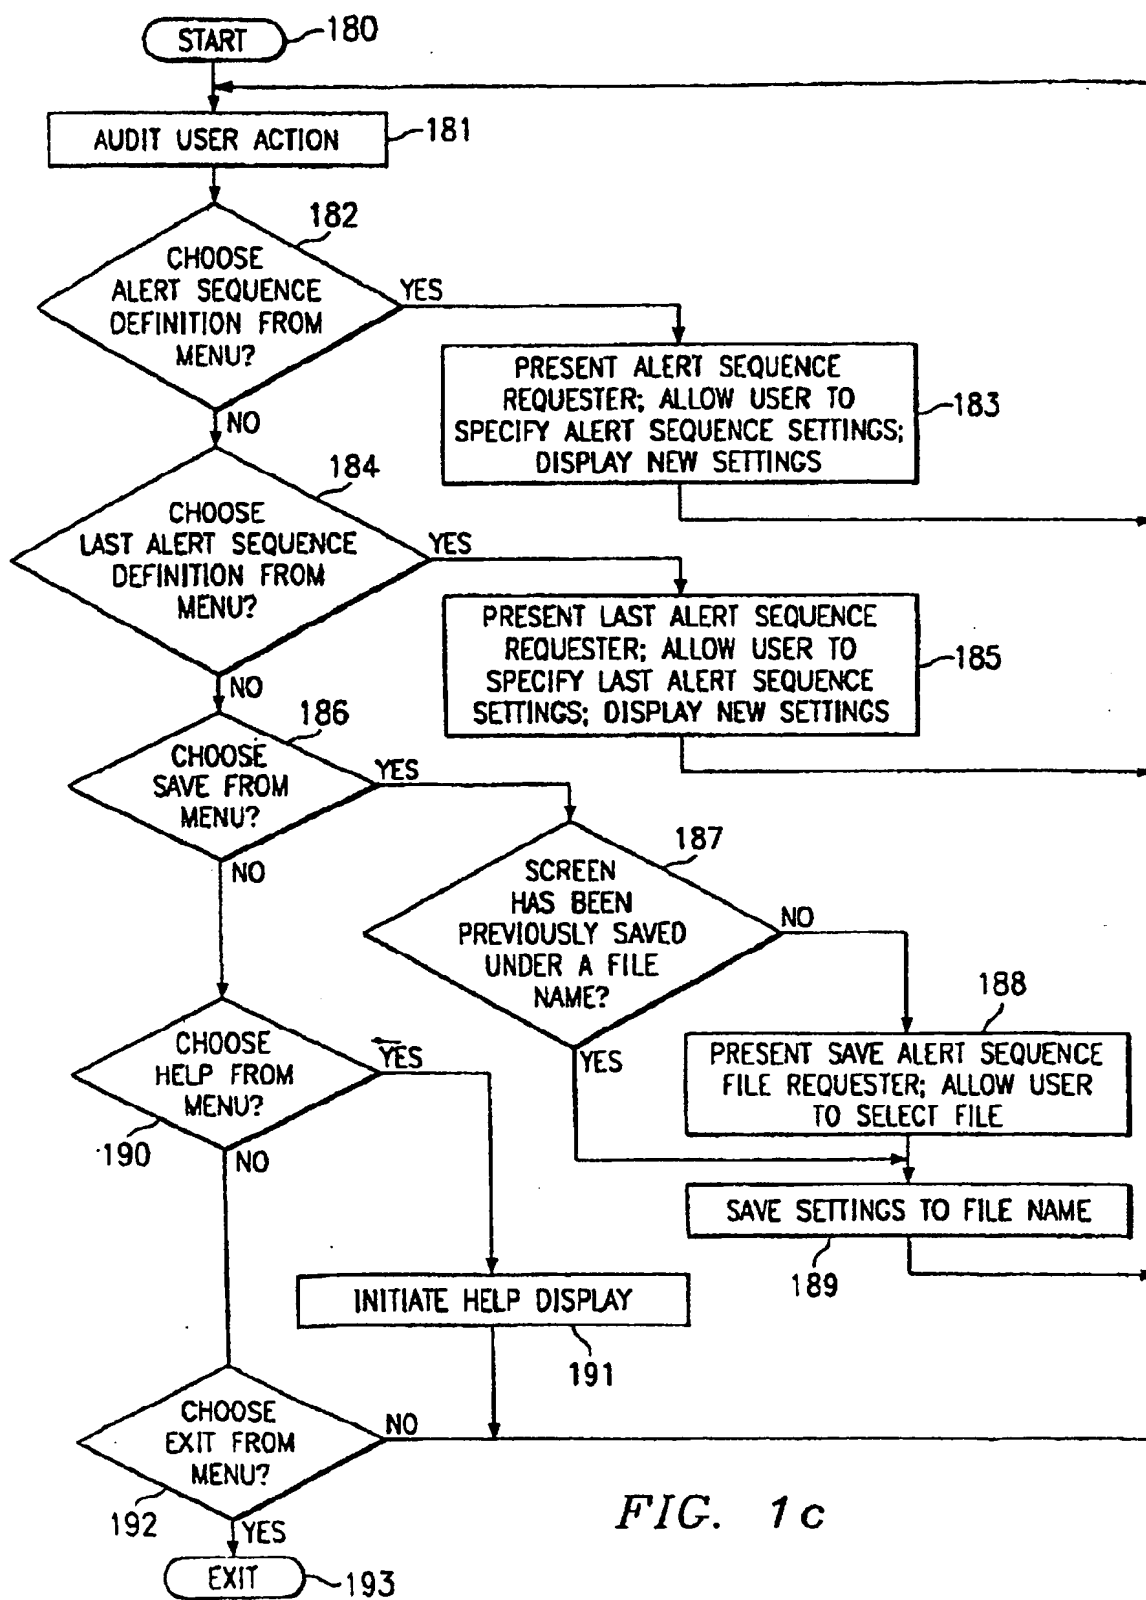 START
180
AUDIT USER ACTION
181
182
CHOOSE
ALERT SEQUENCE
DEFINITION FROM
MENU?
YES
NO
PRESENT ALERT SEQUENCE
REQUESTER; ALLOW USER TO
SPECIFY ALERT SEQUENCE SETTINGS;
DISPLAY NEW SETTINGS
183
184
CHOOSE
LAST ALERT SEQUENCE
DEFINITION FROM
MENU?
YES
NO
PRESENT LAST ALERT SEQUENCE
REQUESTER; ALLOW USER TO
SPECIFY LAST ALERT SEQUENCE
SETTINGS; DISPLAY NEW SETTINGS
185
186
CHOOSE
SAVE FROM
MENU?
YES
NO
187
SCREEN
HAS BEEN
PREVIOUSLY SAVED
UNDER A FILE
NAME?
NO
YES
188
PRESENT SAVE ALERT SEQUENCE
FILE REQUESTER; ALLOW USER
TO SELECT FILE
SAVE SETTINGS TO FILE NAME
189
CHOOSE
HELP FROM
MENU?
YES
190
NO
INITIATE HELP DISPLAY
191
CHOOSE
EXIT FROM
MENU?
NO
192
YES
EXIT
193
FIG. 1c